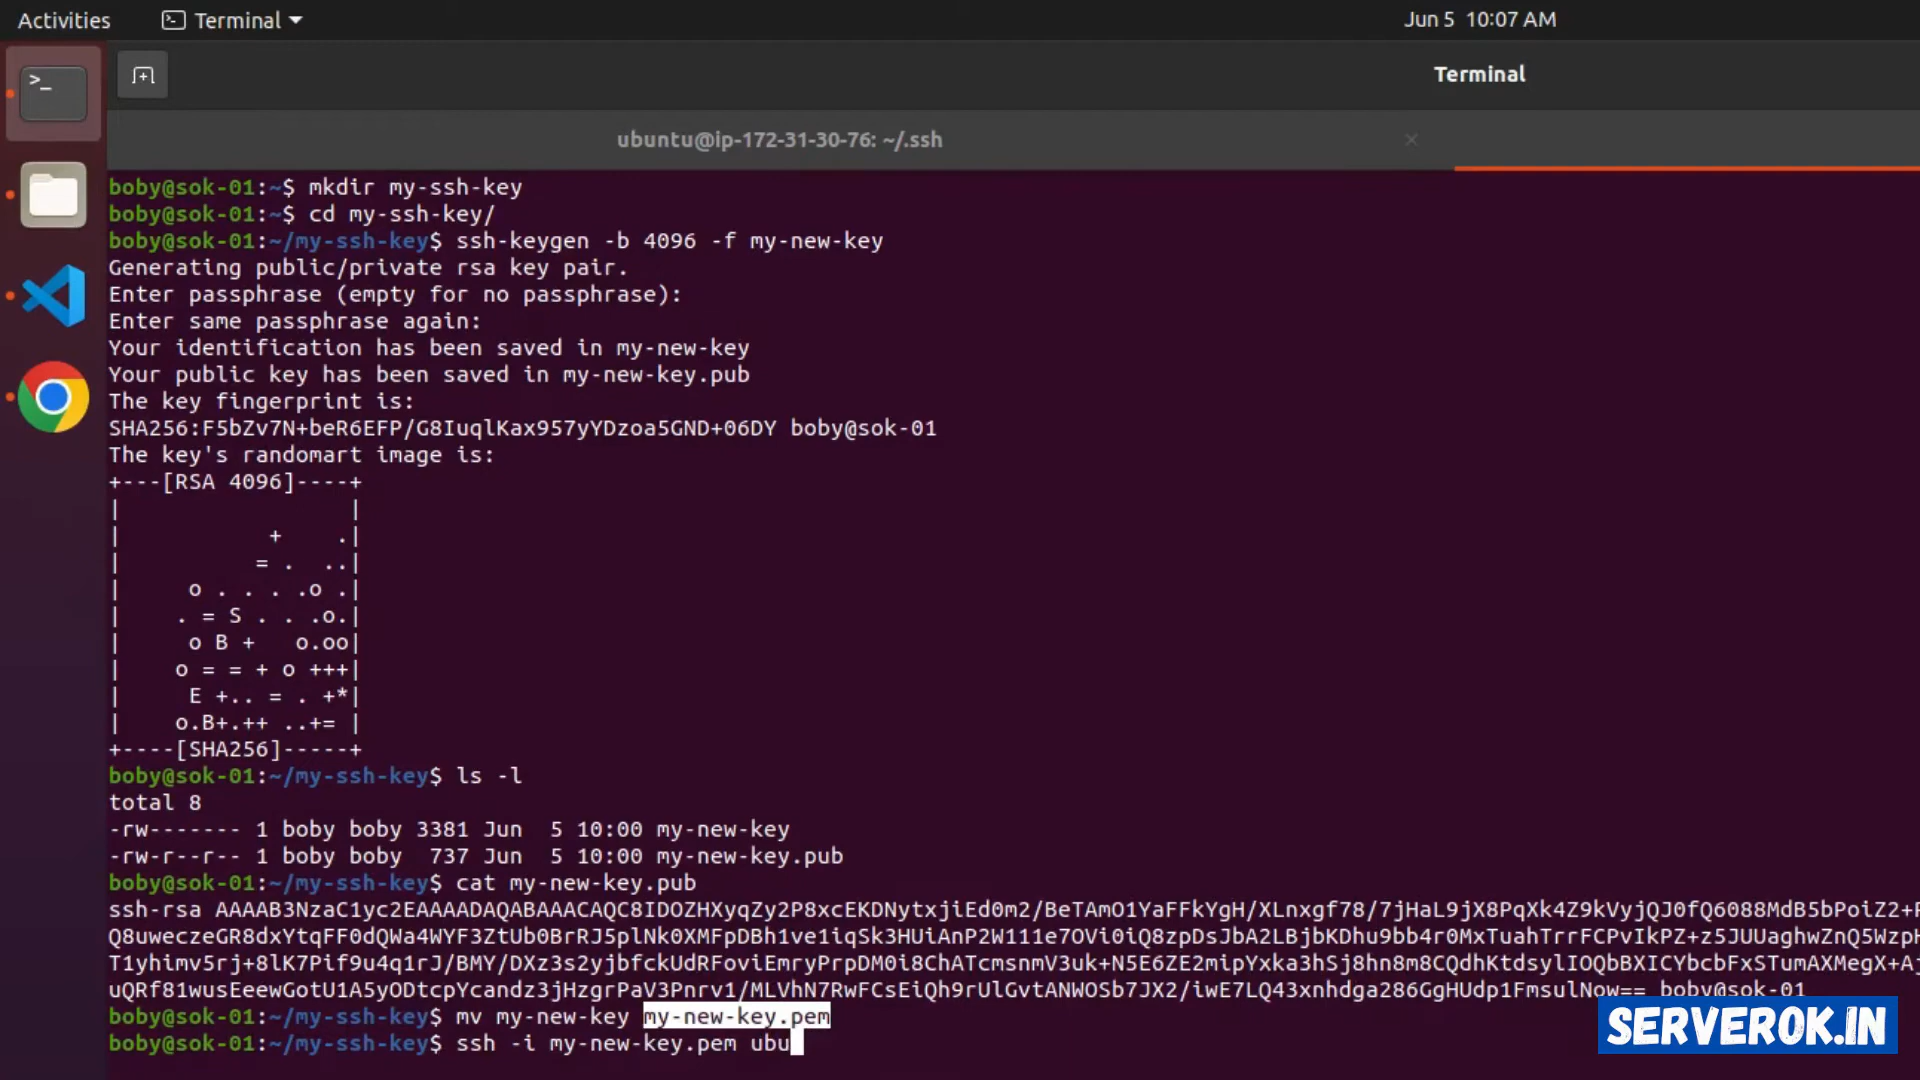 Activities
Terminal
Jun 5 10:07 AM
Terminal
ubuntu@ip-172-31-30-76: ~/.ssh
boby@sok-01:~$ mkdir my-ssh-key
boby@sok-01:~$ cd my-ssh-key/
boby@sok-01:~/my-ssh-key$ ssh-keygen -b 4096 -f my-new-key
Generating public/private rsa key pair.
Enter passphrase (empty for no passphrase):
Enter same passphrase again:
Your identification has been saved in my-new-key
Your public key has been saved in my-new-key.pub
The key fingerprint is:
SHA256:F5bZv7N+beR6EFP/G8IuqlKax957yYDzoa5GND+06DY boby@sok-01
The key's randomart image is:
+---[RSA 4096]----+
|                 |
|           +    .|
|          = .  ..|
|     o . . . .o .|
|    . = S . . .o.|
|     o B +   o.oo|
|    o = = + o +++|
|     E +.. = . +*|
|    o.B+.++ ..+= |
+----[SHA256]-----+
boby@sok-01:~/my-ssh-key$ ls -l
total 8
-rw------- 1 boby boby 3381 Jun  5 10:00 my-new-key
-rw-r--r-- 1 boby boby  737 Jun  5 10:00 my-new-key.pub
boby@sok-01:~/my-ssh-key$ cat my-new-key.pub
ssh-rsa AAAAB3NzaC1yc2EAAAADAQABAAACAQC8IDOZHXyqZy2P8xcEKDNytxjiEd0m2/BeTAmO1YaFFkYgH/XLnxgf78/7jHaL9jX8PqXk4Z9kVyjQJ0fQ6088MdB5bPoiZ2+
Q8uweczeGR8dxYtqFF0dQWa4WYF3ZtUb0BrRJ5plNk0XMFpDBh1ve1iqSk3HUiAnP2W111e7OVi0iQ8zpDsJbA2LBjbKDhu9bb4r0MxTuahTrrFCPvIkPZ+z5JUUaghwZnQ5Wzp
T1yhimv5rj+8lK7Pif9u4q1rJ/BMY/DXz3s2yjbfckUdRFoviEmryPrpDM0i8ChATcmsnmV3uk+N5E6ZE2mipYxka3hSj8hn8m8CQdhKtdsylIOQbBXICYbcbFxSTumAXMegX+A
uQRf81wusEeewGotU1A5yODtcpYcandz3jHzgrPaV3Pnrv1/MLVhN7RwFCsEiQh9rUlGvtANWOSb7JX2/iwE7LQ43xnhdga286GgHUdp1FmsulNow== boby@sok-01
boby@sok-01:~/my-ssh-key$ mv my-new-key my-new-key.pem
boby@sok-01:~/my-ssh-key$ ssh -i my-new-key.pem ubu
SERVEROK.IN